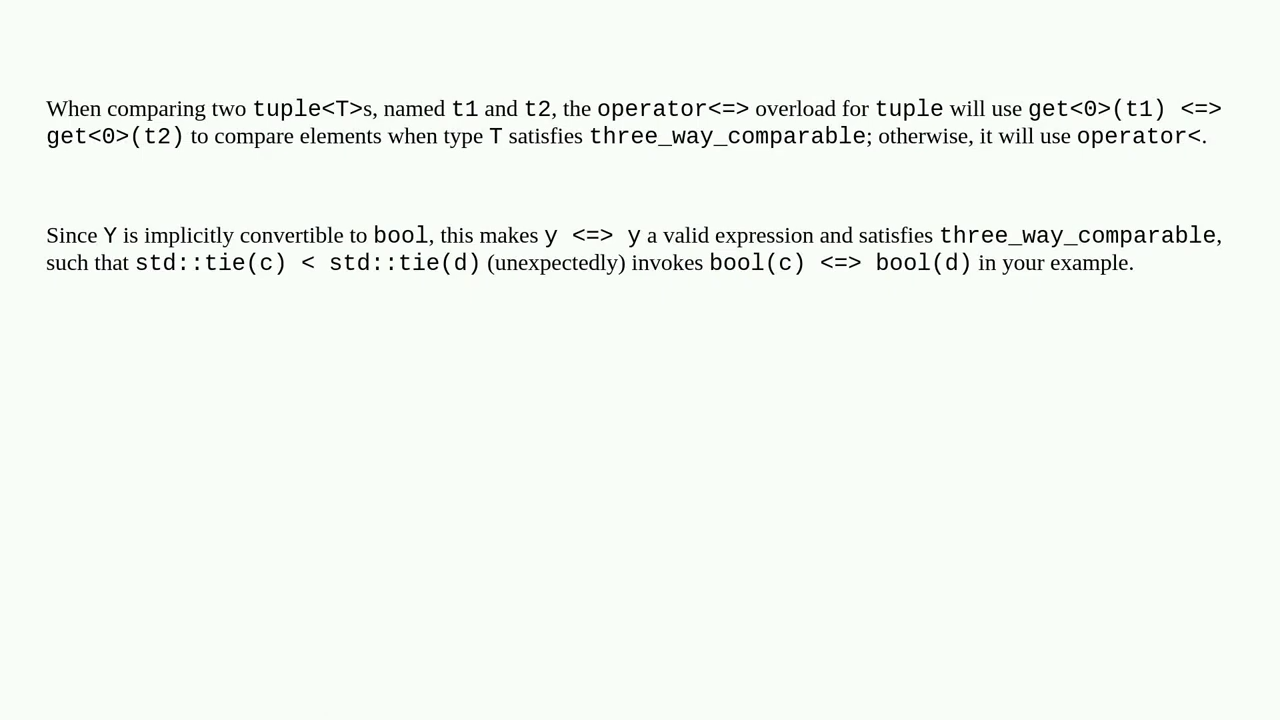 When comparing two tuple<T>s, named t1 and t2, the operator<=> overload for tuple will use get<0>(t1) <=>
get<0>(t2) to compare elements when type T satisfies three_way_comparable; otherwise, it will use operator<.
Since Y is implicitly convertible to bool, this makes y <=> y a valid expression and satisfies three_way_comparable,
such that std::tie(c) < std::tie(d) (unexpectedly) invokes bool(c) <=> bool(d) in your example.